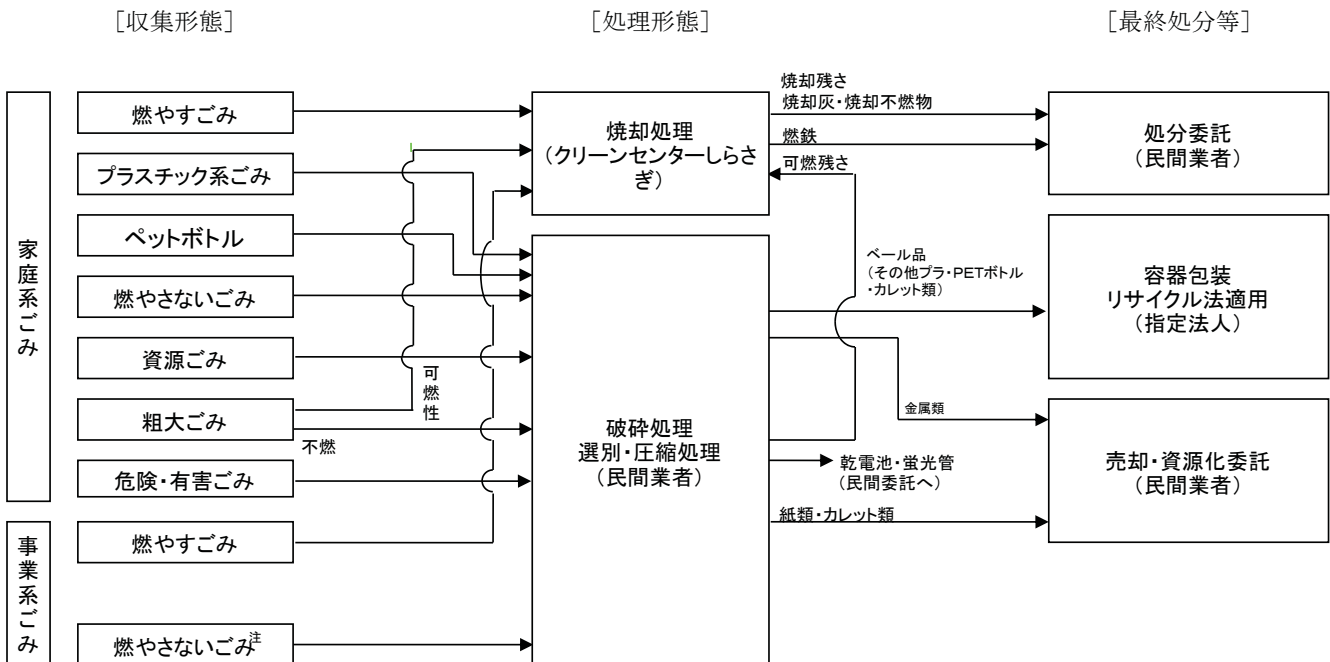 ［収集形態］
［処理形態］
［最終処分等］
家庭系ごみ
燃やすごみ
プラスチック系ごみ
ペットボトル
燃やさないごみ
資源ごみ
粗大ごみ
可燃性
不燃
危険・有害ごみ
事業系ごみ
燃やすごみ
燃やさないごみ注
焼却処理
（クリーンセンターしらさ
ぎ）
破砕処理
選別・圧縮処理
（民間業者）
焼却残さ
焼却灰・焼却不燃物
燃鉄
可燃残さ
ベール品
（その他プラ・PETボトル
・カレット類）
金属類
乾電池・蛍光管
（民間委託へ）
紙類・カレット類
処分委託
（民間業者）
容器包装
リサイクル法適用
（指定法人）
売却・資源化委託
（民間業者）